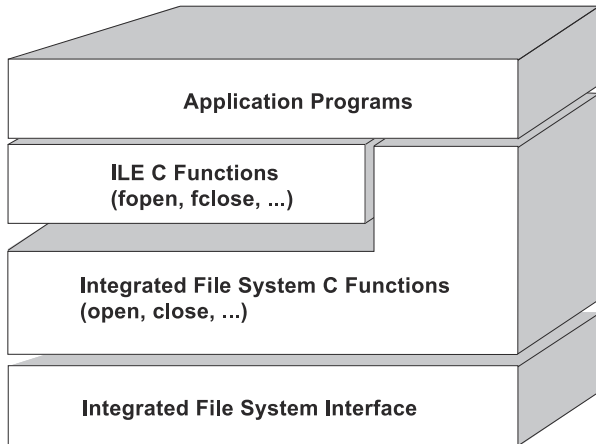 Application Programs
ILE C Functions
(fopen, fclose, ...)
Integrated File System C Functions
(open, close, ...)
Integrated File System Interface